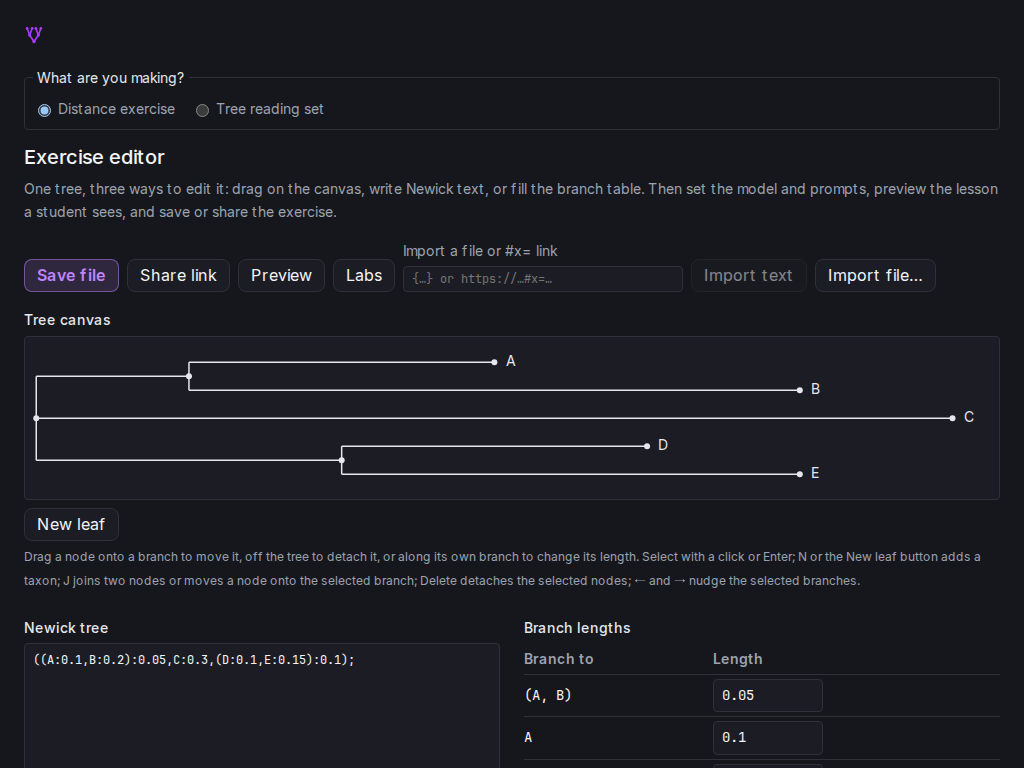 What are you making?
Distance exercise Tree reading set
Exercise editor
One tree, three ways to edit it: drag on the canvas, write Newick text, or fill the branch table. Then set the model and prompts, preview the lesson
a student sees, and save or share the exercise.
Import a file or #x= link
Save file Share link Preview Labs {…} or https://…#x=… Import text Import file…
Tree canvas
A
B
C
D
E
New leaf
Drag a node onto a branch to move it, off the tree to detach it, or along its own branch to change its length. Select with a click or Enter; N or the New leaf button adds a
taxon; J joins two nodes or moves a node onto the selected branch; Delete detaches the selected nodes; ← and → nudge the selected branches.
Newick tree
((A:0.1,B:0.2):0.05,C:0.3,(D:0.1,E:0.15):0.1);
Branch lengths
Branch to Length
(A, B) 0.05
A 0.1